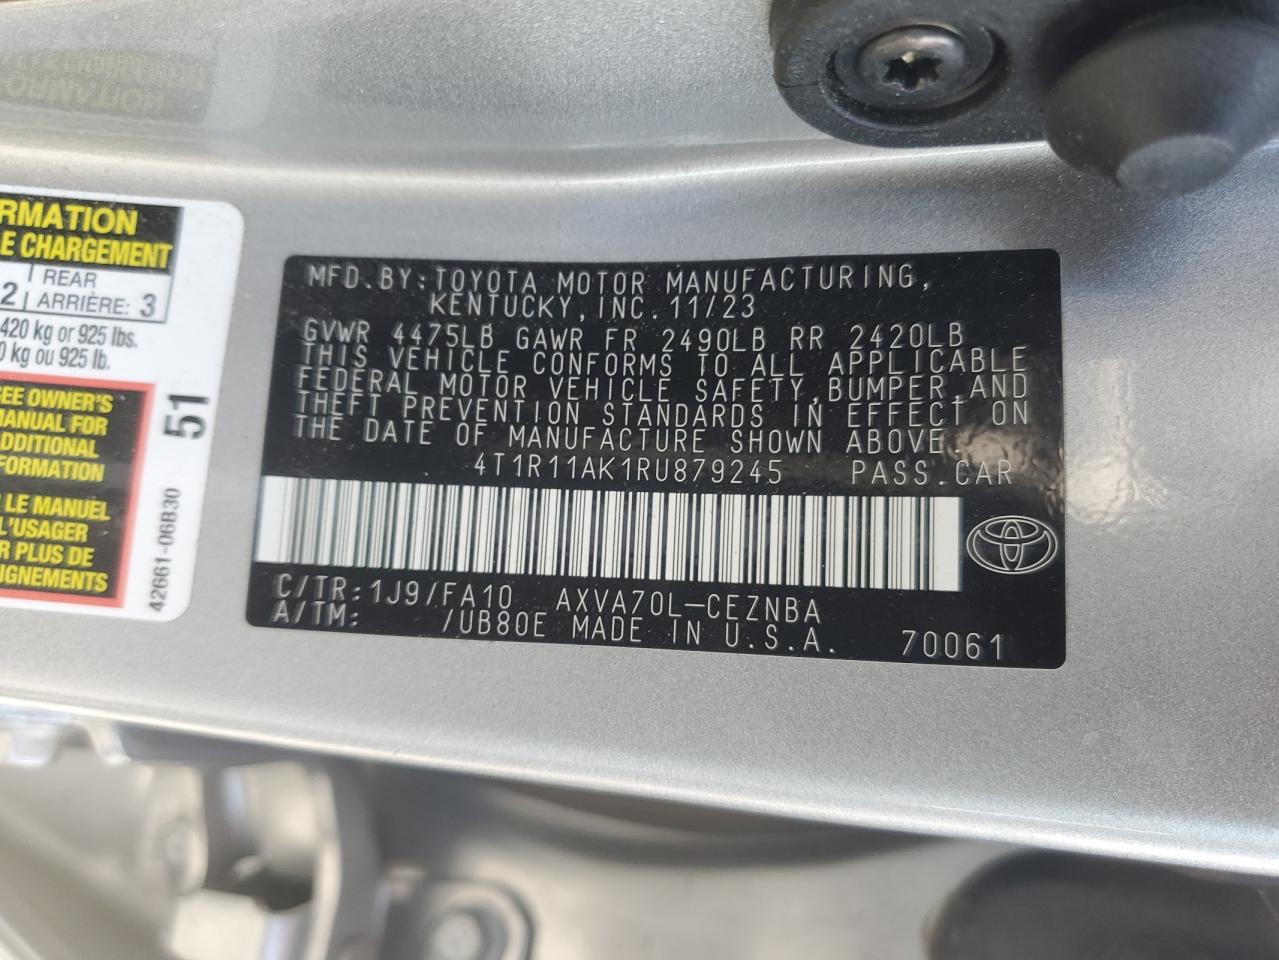 RMATION
E CHARGEMENT
2 REAR
ARRIÈRE: 3
420 kg or 925 lbs.
0 kg ou 925 lb.
SEE OWNER'S
MANUAL FOR
ADDITIONAL
FORMATION
LE MANUEL
L'USAGER
R PLUS DE
IGNEMENTS
51
42661-06B30
MFD.BY:TOYOTA MOTOR MANUFACTURING,
KENTUCKY,INC.11/23
GVWR 4475LB GAWR FR 2490LB RR 2420LB
THIS VEHICLE CONFORMS TO ALL APPLICABLE
FEDERAL MOTOR VEHICLE SAFETY,BUMPER,AND
THEFT PREVENTION STANDARDS IN EFFECT ON
THE DATE OF MANUFACTURE SHOWN ABOVE.
4T1R11AK1RU879245 PASS.CAR
C/TR:1J9/FA10 AXVA70L-CEZNBA
A/TM: /UB80E MADE IN U.S.A. 70061